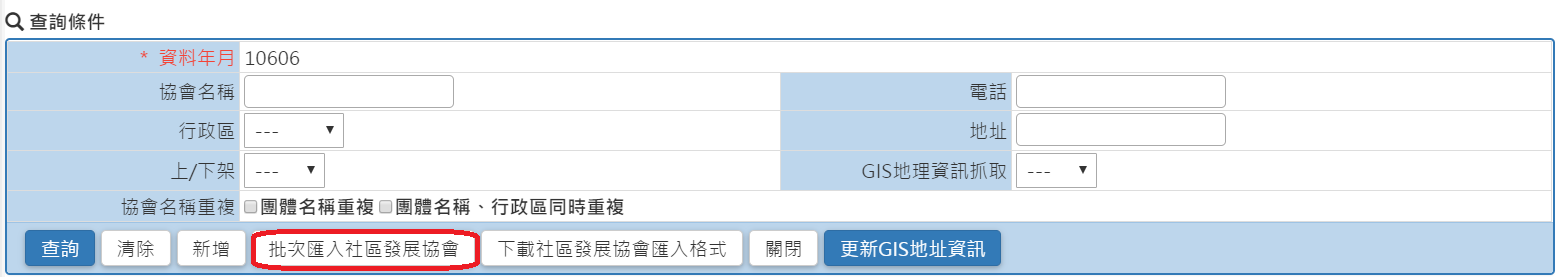 查詢條件
* 資料年月 10606
協會名稱 電話
行政區 --- 地址
上/下架 --- GIS地理資訊抓取 ---
協會名稱重複 團體名稱重複 團體名稱、行政區同時重複
查詢 清除 新增 批次匯入社區發展協會 下載社區發展協會匯入格式 關閉 更新GIS地址資訊